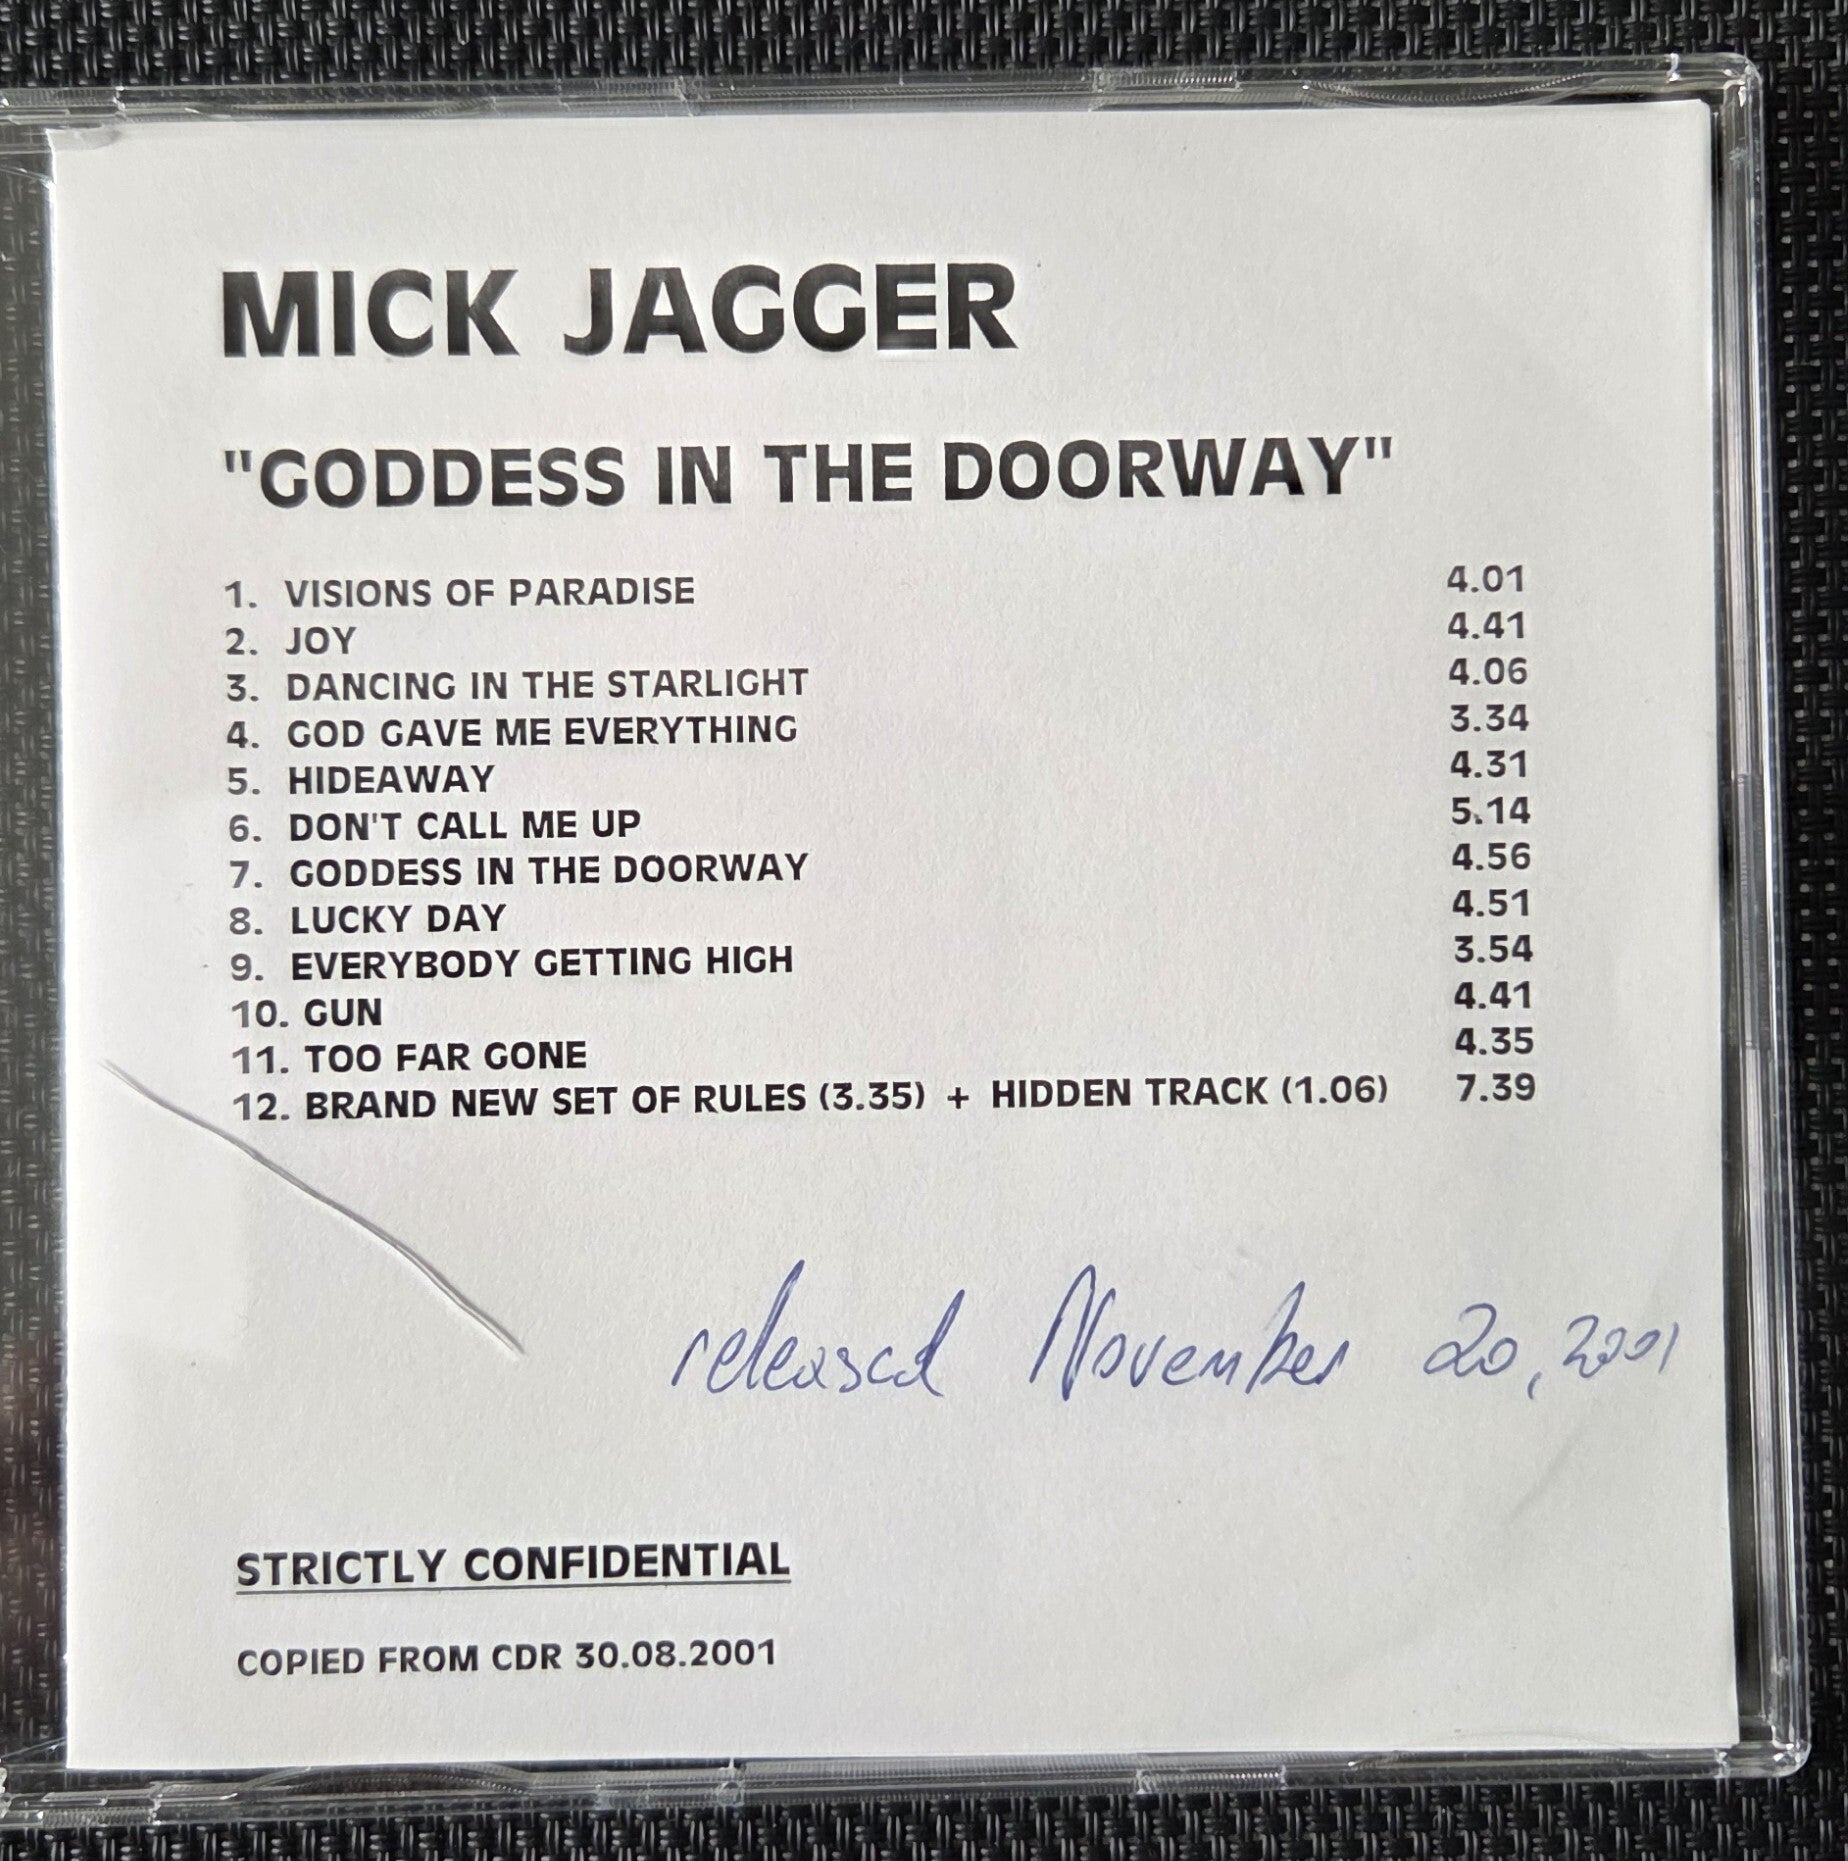 MICK JAGGER
"GODDESS IN THE DOORWAY"
1. VISIONS OF PARADISE 4.01
2. JOY 4.41
3. DANCING IN THE STARLIGHT 4.06
4. GOD GAVE ME EVERYTHING 3.34
5. HIDEAWAY 4.31
6. DON'T CALL ME UP 5.14
7. GODDESS IN THE DOORWAY 4.56
8. LUCKY DAY 4.51
9. EVERYBODY GETTING HIGH 3.54
10. GUN 4.41
11. TOO FAR GONE 4.35
12. BRAND NEW SET OF RULES (3.35) + HIDDEN TRACK (1.06) 7.39
released November 20, 2001
STRICTLY CONFIDENTIAL
COPIED FROM CDR 30.08.2001